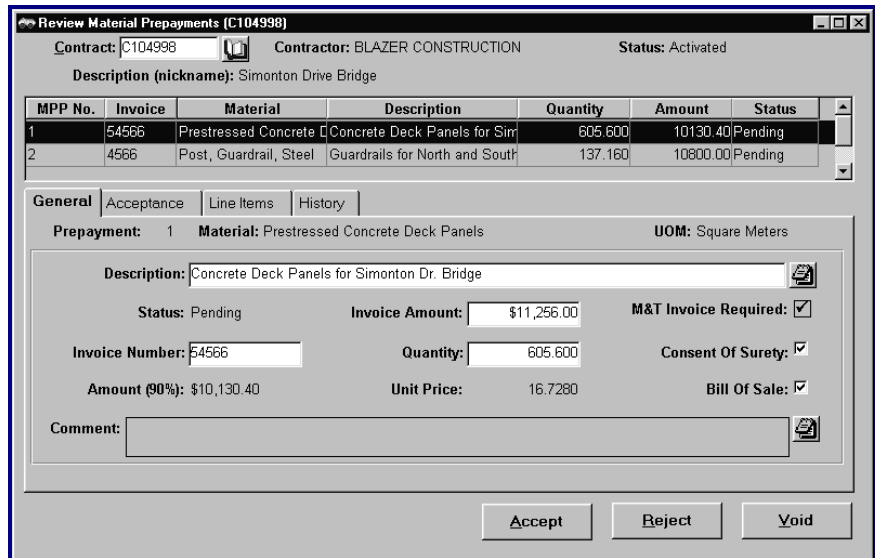 Review Material Prepayments (C104998)
Contract: C104998 Contractor: BLAZER CONSTRUCTION Status: Activated
Description (nickname): Simonton Drive Bridge
MPP No. Invoice Material Description Quantity Amount Status
1 54566 Prestressed Concrete D Concrete Deck Panels for Sim 605.600 10130.40 Pending
2 4566 Post, Guardrail, Steel Guardrails for North and South 137.160 10800.00 Pending
General Acceptance Line Items History
Prepayment: 1 Material: Prestressed Concrete Deck Panels UOM: Square Meters
Description: Concrete Deck Panels for Simonton Dr. Bridge
Status: Pending Invoice Amount: $11,256.00 M&T Invoice Required:
Invoice Number: 54566 Quantity: 605.600 Consent Of Surety:
Amount (90%): $10,130.40 Unit Price: 16.7280 Bill Of Sale:
Comment:
Accept Reject Void